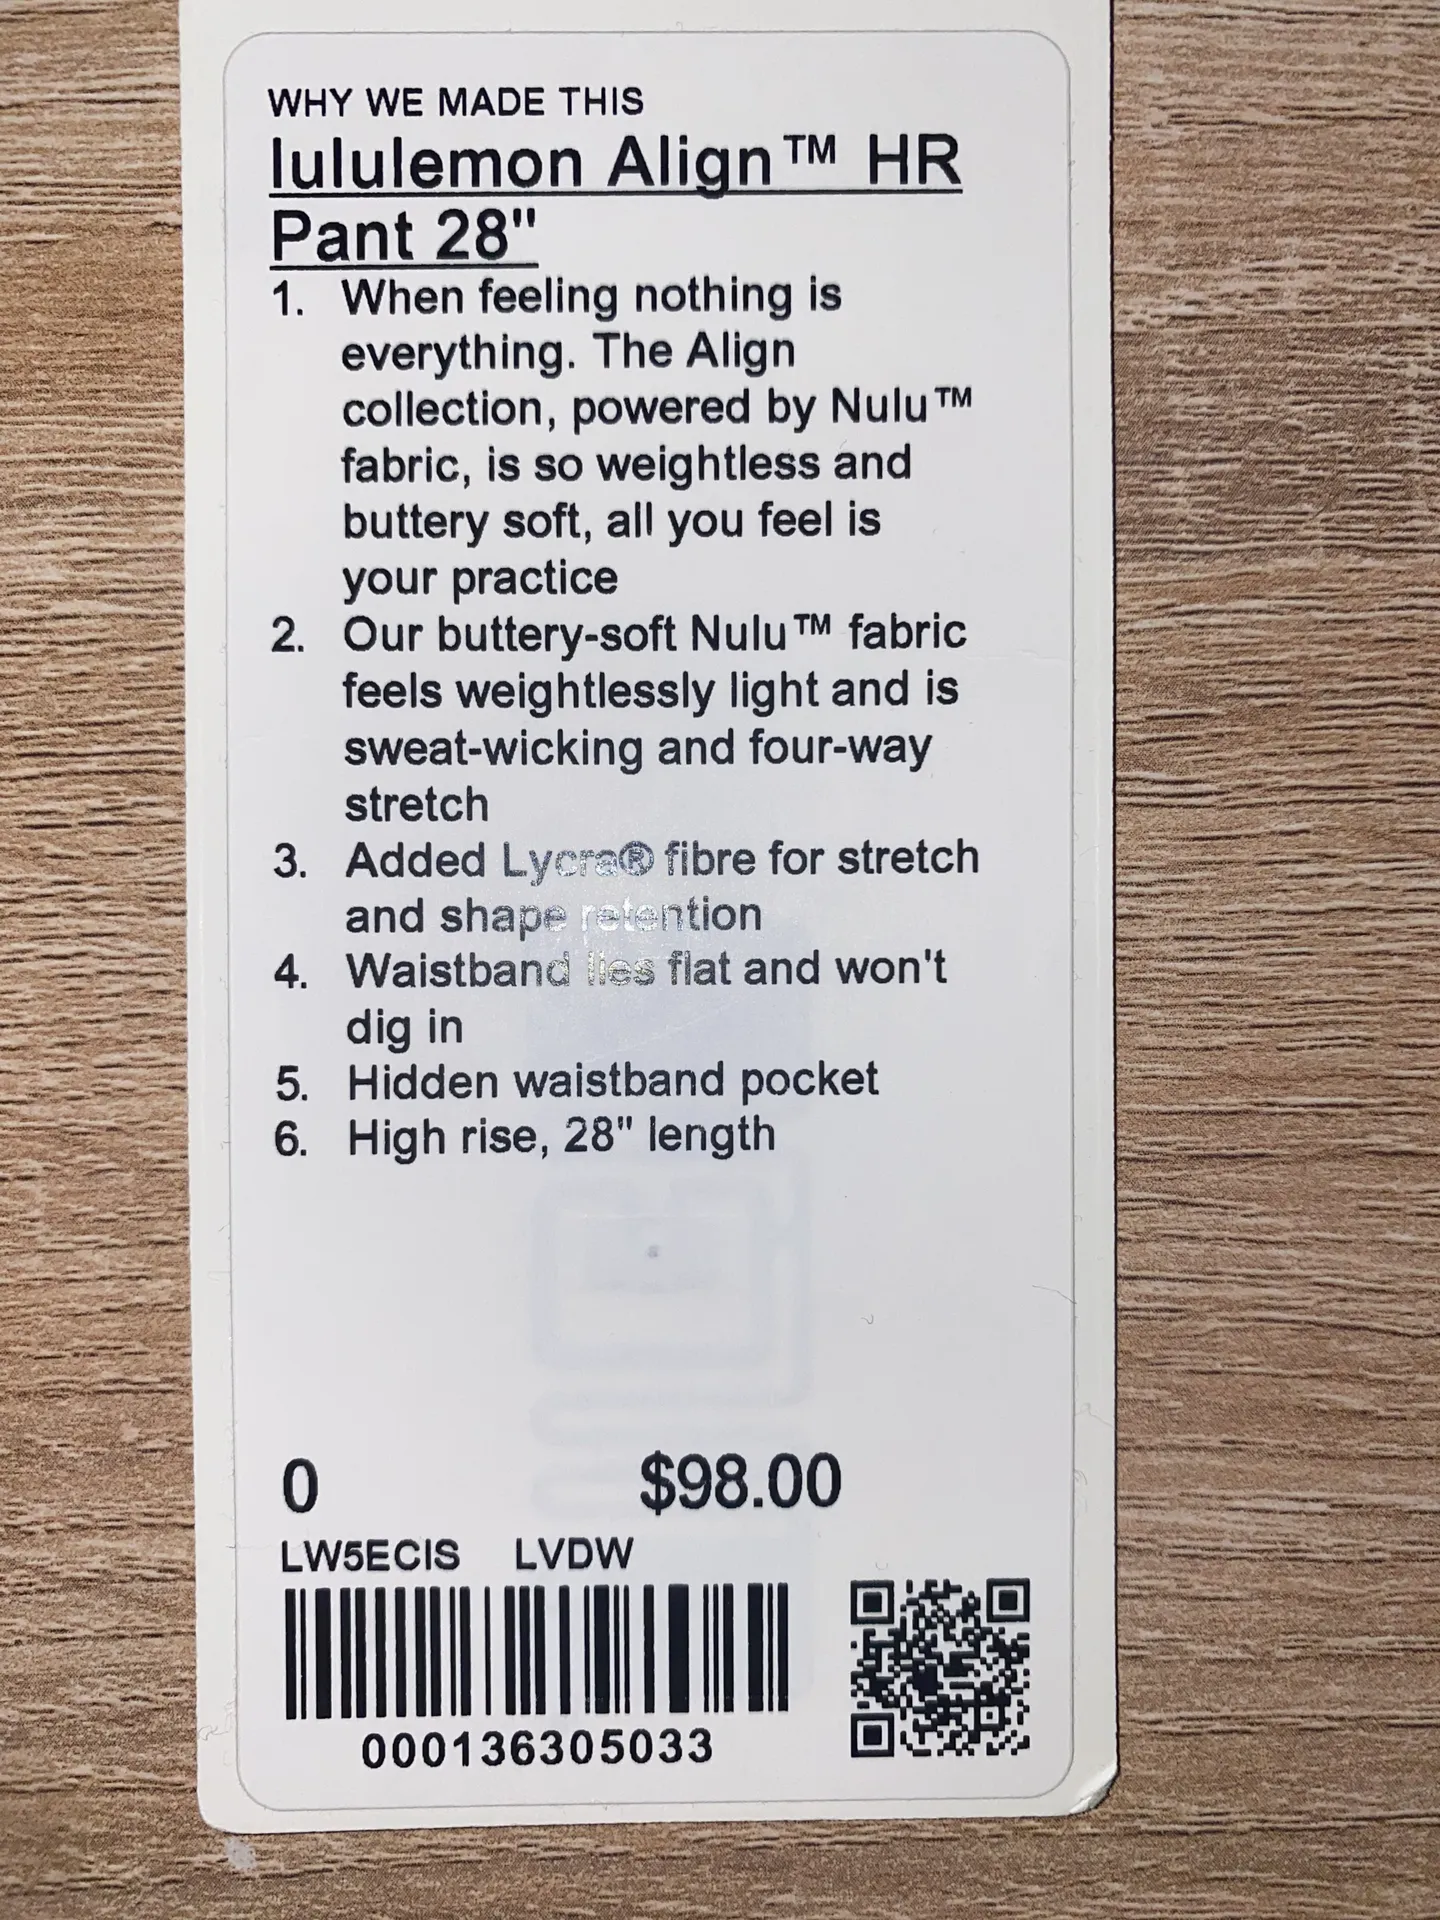 WHY WE MADE THIS
lululemon Align™ HR
Pant 28"
1. When feeling nothing is
everything. The Align
collection, powered by Nulu™
fabric, is so weightless and
buttery soft, all you feel is
your practice
2. Our buttery-soft Nulu™ fabric
feels weightlessly light and is
sweat-wicking and four-way
stretch
3. Added Lycra® fibre for stretch
and shape retention
4. Waistband lies flat and won't
dig in
5. Hidden waistband pocket
6. High rise, 28" length
0 $98.00
LW5ECIS LVDW
000136305033